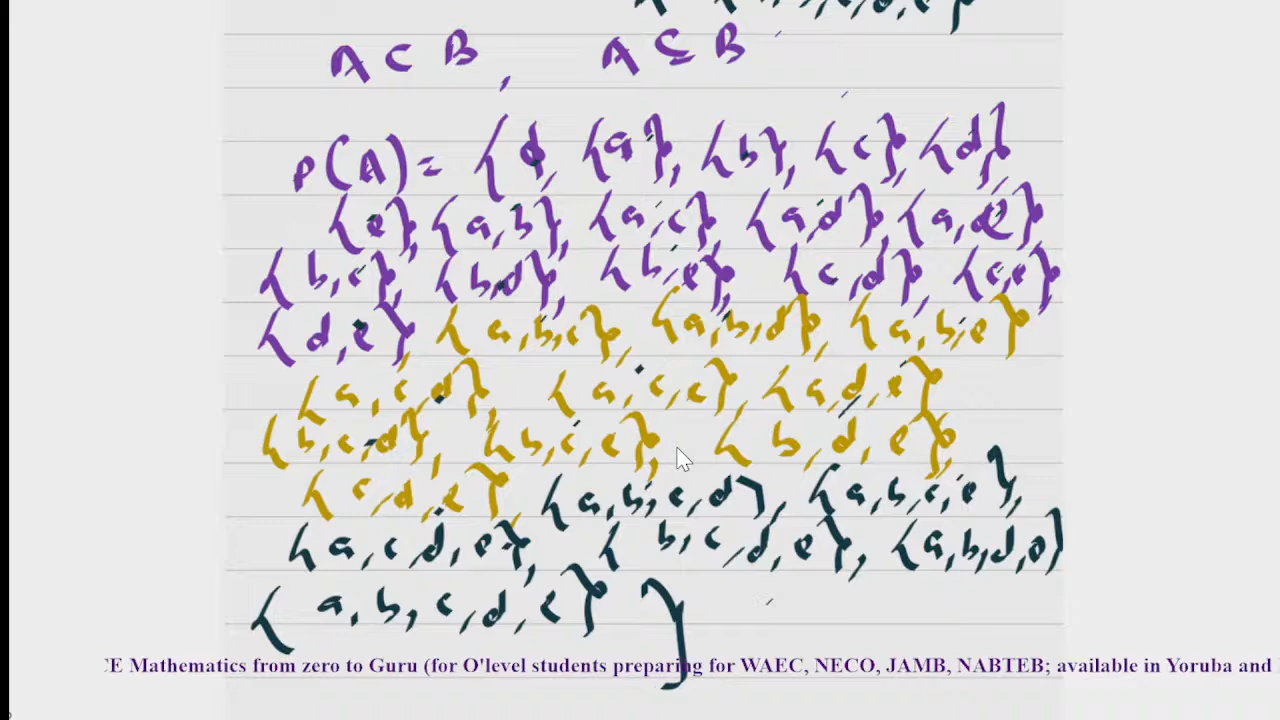 A ⊂ B, A ⊆ B
P(A) = { ϕ, {a}, {b}, {c}, {d},
{e}, {a,b}, {a,c}, {a,d}, {a,e}
{b,c}, {b,d}, {b,e}, {c,d}, {c,e},
{d,e}, {a,b,c}, {a,b,d}, {a,b,e}
{a,c,d}, {a,c,e}, {a,d,e}
{b,c,d}, {b,c,e}, {b,d,e},
{c,d,e}, {a,b,c,d}, {a,b,c,e},
{a,c,d,e}, {b,c,d,e}, {a,b,d,e}
{a,b,c,d,e} }
E Mathematics from zero to Guru (for O'level students preparing for WAEC, NECO, JAMB, NABTEB; available in Yoruba and